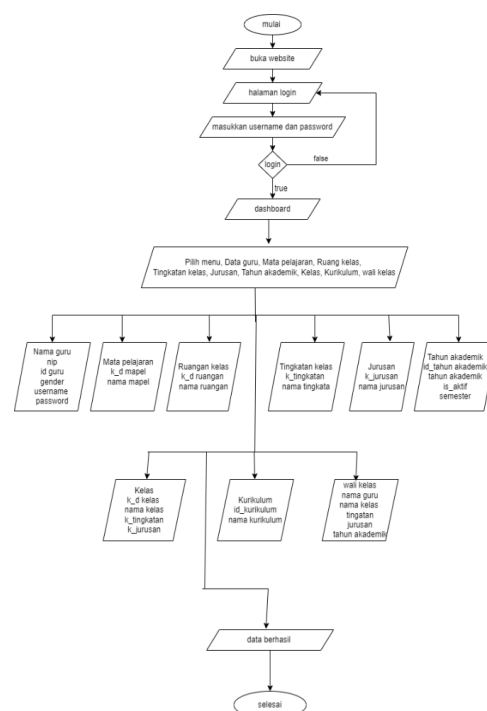 mulai
buka website
halaman login
masukkan username dan password
login
false
true
dashboard
Pilih menu, Data guru, Mata pelajaran, Ruang kelas,
Tingkatan kelas, Jurusan, Tahun akademik, Kelas, Kurikulum, wali kelas
Nama guru
nip
id guru
gender
username
password
Mata pelajaran
k_d mapel
nama mapel
Ruangan kelas
k_d ruangan
nama ruangan
Tingkatan kelas
k_tingkatan
nama tingkata
Jurusan
k_jurusan
nama jurusan
Tahun akademik
id_tahun akademik
tahun akademik
is_aktif
semester
Kelas
k_d kelas
nama kelas
k_tingkatan
k_jurusan
Kurikulum
id_kurikulum
nama kurikulum
wali kelas
nama guru
nama kelas
tingatan
jurusan
tahun akademik
data berhasil
selesai